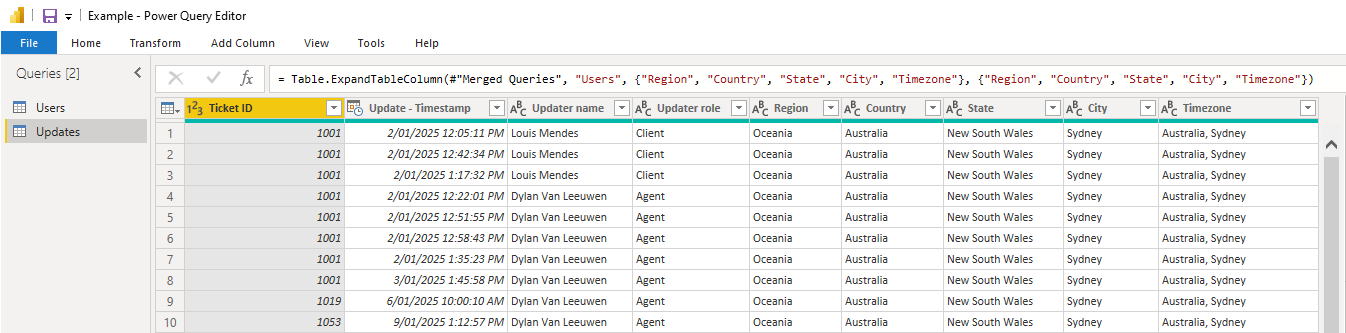 Example - Power Query Editor
File Home Transform Add Column View Tools Help
Queries [2]
Users
Updates
fx = Table.ExpandTableColumn(#"Merged Queries", "Users", {"Region", "Country", "State", "City", "Timezone"}, {"Region", "Country", "State", "City", "Timezone"})
123 Ticket ID Update - Timestamp ABC Updater name ABC Updater role ABC Region ABC Country ABC State ABC City ABC Timezone
1 1001 2/01/2025 12:05:11 PM Louis Mendes Client Oceania Australia New South Wales Sydney Australia, Sydney
2 1001 2/01/2025 12:42:34 PM Louis Mendes Client Oceania Australia New South Wales Sydney Australia, Sydney
3 1001 2/01/2025 1:17:32 PM Louis Mendes Client Oceania Australia New South Wales Sydney Australia, Sydney
4 1001 2/01/2025 12:22:01 PM Dylan Van Leeuwen Agent Oceania Australia New South Wales Sydney Australia, Sydney
5 1001 2/01/2025 12:51:55 PM Dylan Van Leeuwen Agent Oceania Australia New South Wales Sydney Australia, Sydney
6 1001 2/01/2025 12:58:43 PM Dylan Van Leeuwen Agent Oceania Australia New South Wales Sydney Australia, Sydney
7 1001 2/01/2025 1:35:23 PM Dylan Van Leeuwen Agent Oceania Australia New South Wales Sydney Australia, Sydney
8 1001 3/01/2025 1:45:58 PM Dylan Van Leeuwen Agent Oceania Australia New South Wales Sydney Australia, Sydney
9 1019 6/01/2025 10:00:10 AM Dylan Van Leeuwen Agent Oceania Australia New South Wales Sydney Australia, Sydney
10 1053 9/01/2025 1:12:57 PM Dylan Van Leeuwen Agent Oceania Australia New South Wales Sydney Australia, Sydney